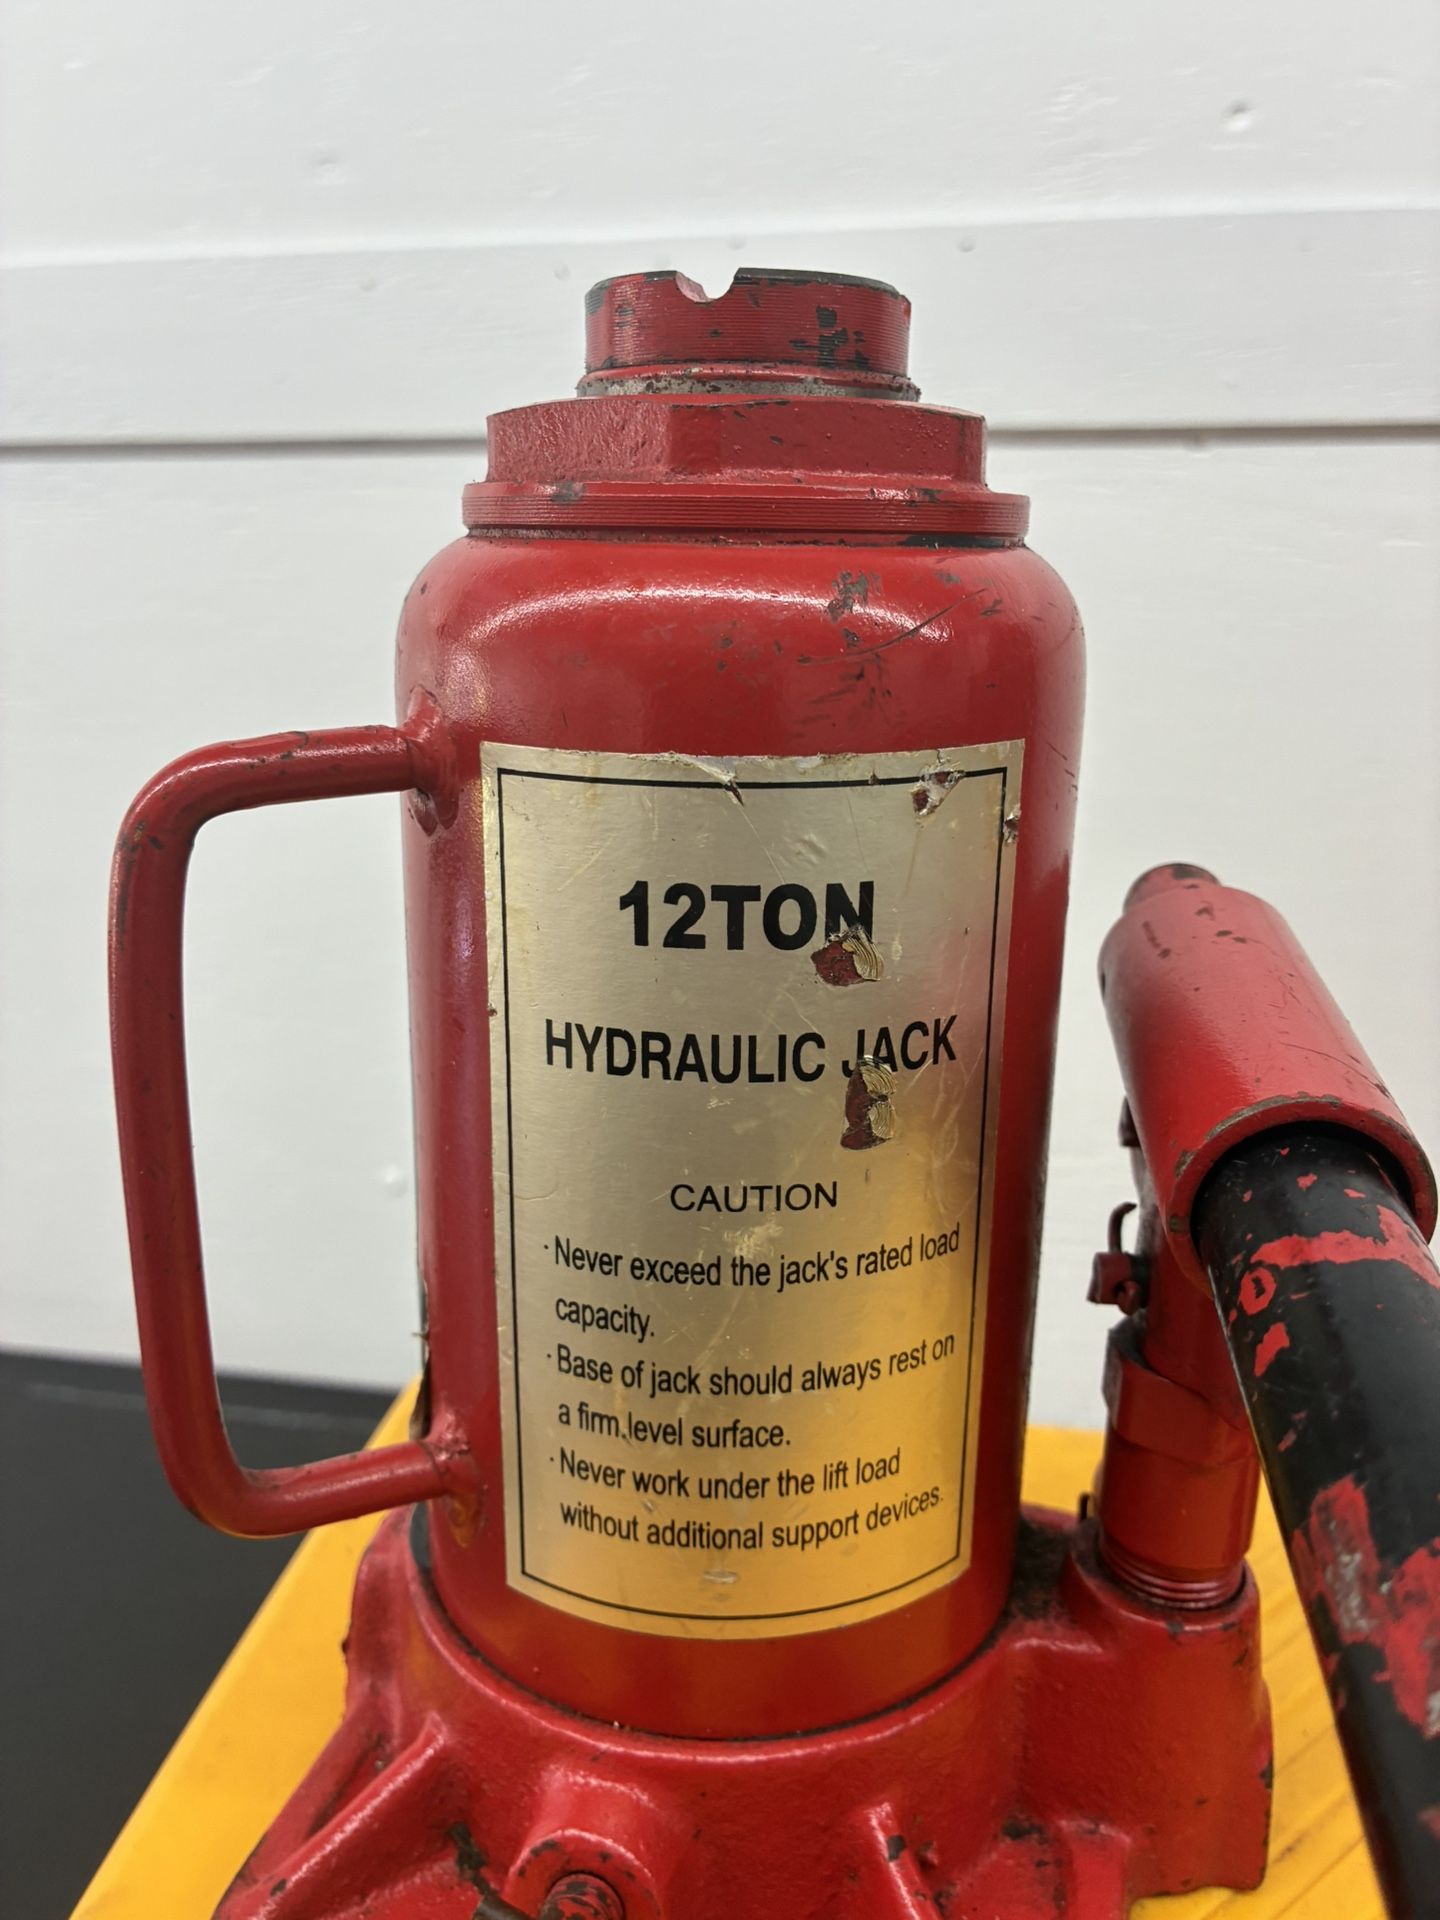 12TON
HYDRAULIC JACK
CAUTION
·Never exceed the jack's rated load
capacity.
·Base of jack should always rest on
a firm.level surface.
·Never work under the lift load
without additional support devices.